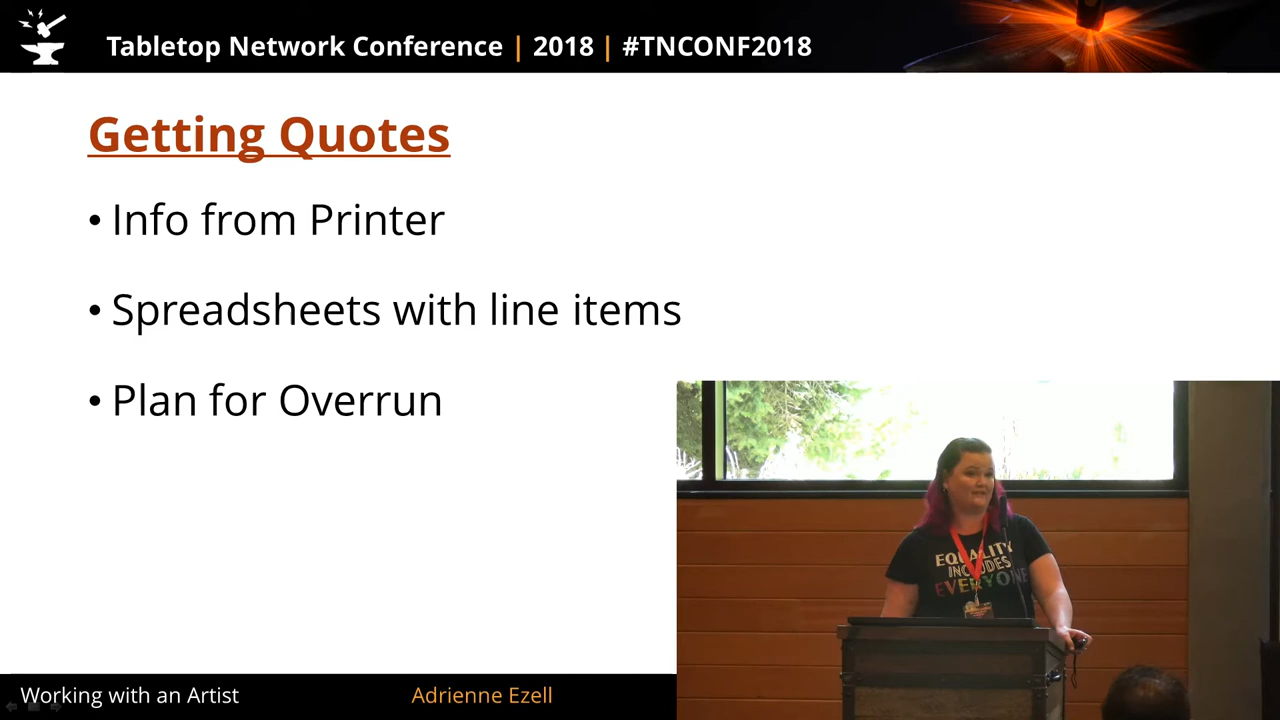 Tabletop Network Conference | 2018 | #TNCONF2018
Getting Quotes
• Info from Printer
• Spreadsheets with line items
• Plan for Overrun
EQUALITY
INCLUDES
EVERYONE
Working with an Artist
Adrienne Ezell